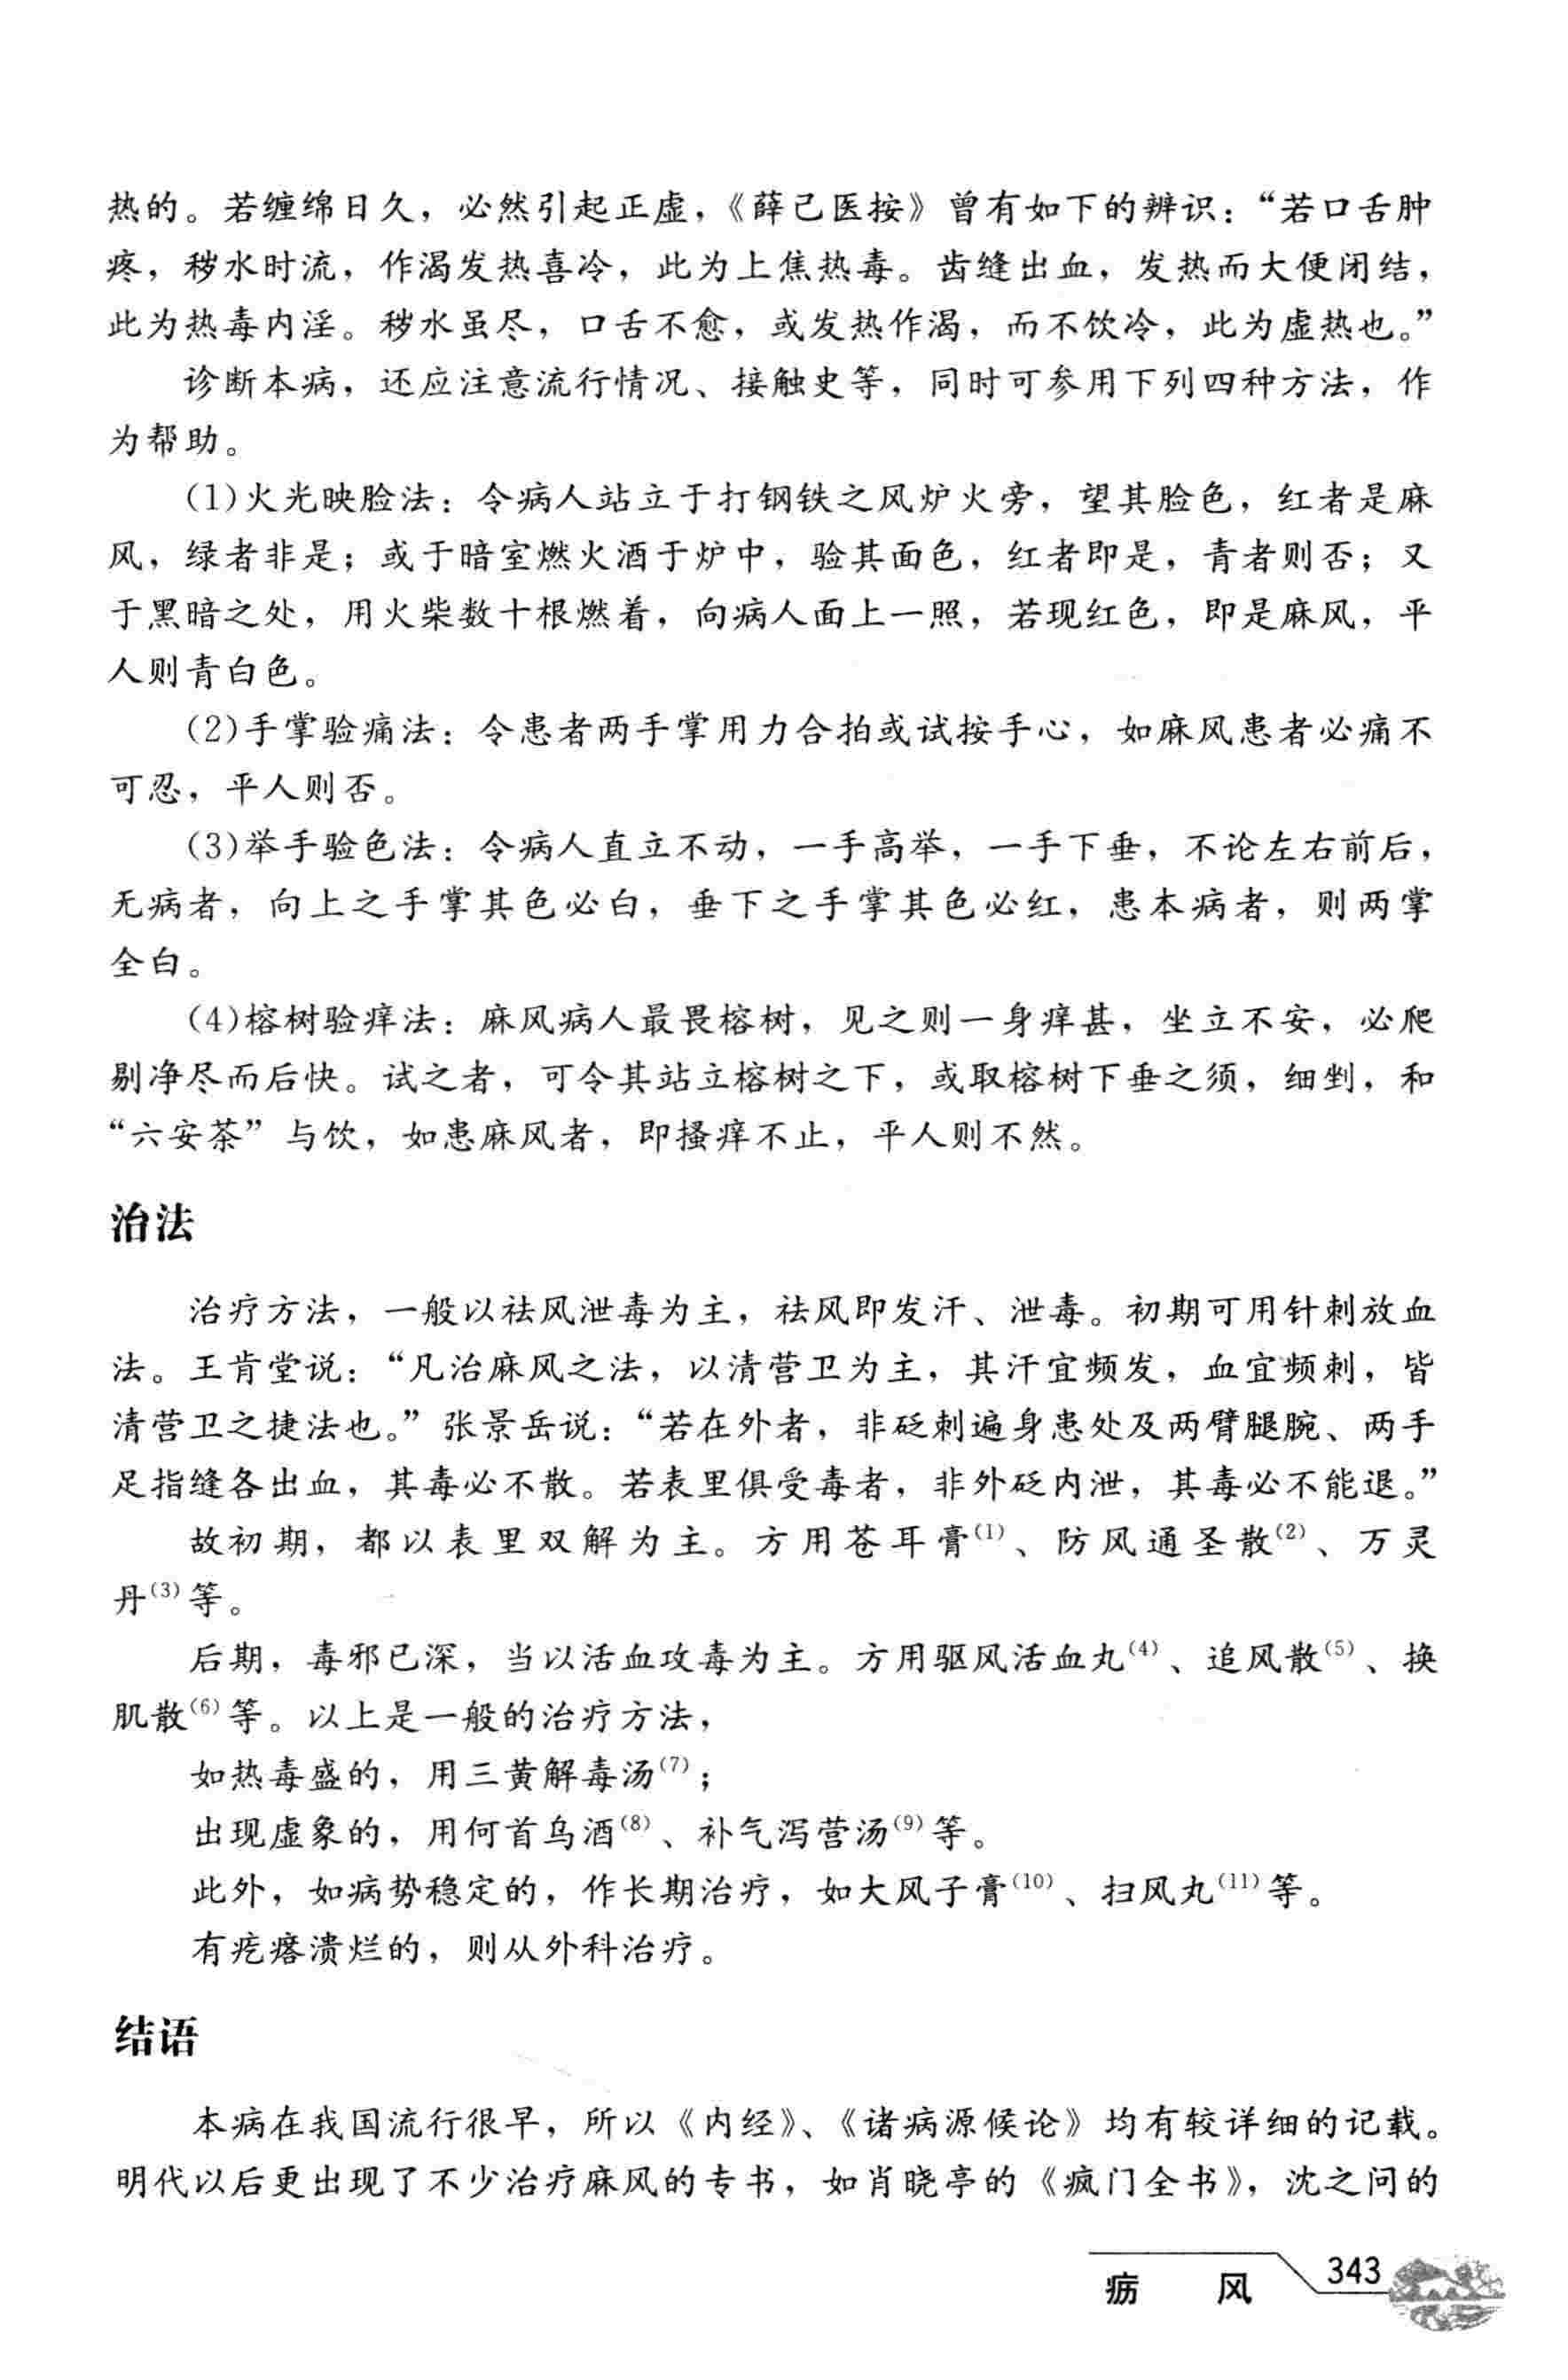 热的。若缠绵日久，必然引起正虚，《薛己医按》曾有如下的辨识：“若口舌肿
疼，秽水时流，作渴发热喜冷，此为上焦热毒。齿缝出血，发热而大便闭结，
此为热毒内淫。秽水虽尽，口舌不愈，或发热作渴，而不饮冷，此为虚热也。”
诊断本病，还应注意流行情况、接触史等，同时可参用下列四种方法，作
为帮助。
(1)火光映脸法：令病人站立于打钢铁之风炉火旁，望其脸色，红者是麻
风，绿者非是；或于暗室燃火酒于炉中，验其面色，红者即是，青者则否；又
于黑暗之处，用火柴数十根燃着，向病人面上一照，若现红色，即是麻风，平
人则青白色。
(2)手掌验痛法：令患者两手掌用力合拍或试按手心，如麻风患者必痛不
可忍，平人则否。
(3)举手验色法：令病人直立不动，一手高举，一手下垂，不论左右前后，
无病者，向上之手掌其色必白，垂下之手掌其色必红，患本病者，则两掌
全白。
(4)榕树验痒法：麻风病人最畏榕树，见之则一身痒甚，坐立不安，必爬
剔净尽而后快。试之者，可令其站立榕树之下，或取榕树下垂之须，细剉，和
“六安茶”与饮，如患麻风者，即搔痒不止，平人则不然。
治法
治疗方法，一般以祛风泄毒为主，祛风即发汗、泄毒。初期可用针刺放血
法。王肯堂说：“凡治麻风之法，以清营卫为主，其汗宜频发，血宜频刺，皆
清营卫之捷法也。”张景岳说：“若在外者，非砭刺遍身患处及两臂腿腕、两手
足指缝各出血，其毒必不散。若表里俱受毒者，非外砭内泄，其毒必不能退。”
故初期，都以表里双解为主。方用苍耳膏(1)、防风通圣散(2)、万灵
丹(3)等。
后期，毒邪已深，当以活血攻毒为主。方用驱风活血丸(4)、追风散(5)、换
肌散(6)等。以上是一般的治疗方法，
如热毒盛的，用三黄解毒汤(7)；
出现虚象的，用何首乌酒(8)、补气泻营汤(9)等。
此外，如病势稳定的，作长期治疗，如大风子膏(10)、扫风丸(11)等。
有疙瘩溃烂的，则从外科治疗。
结语
本病在我国流行很早，所以《内经》、《诸病源候论》均有较详细的记载。
明代以后更出现了不少治疗麻风的专书，如肖晓亭的《疯门全书》，沈之问的
疬 风 343